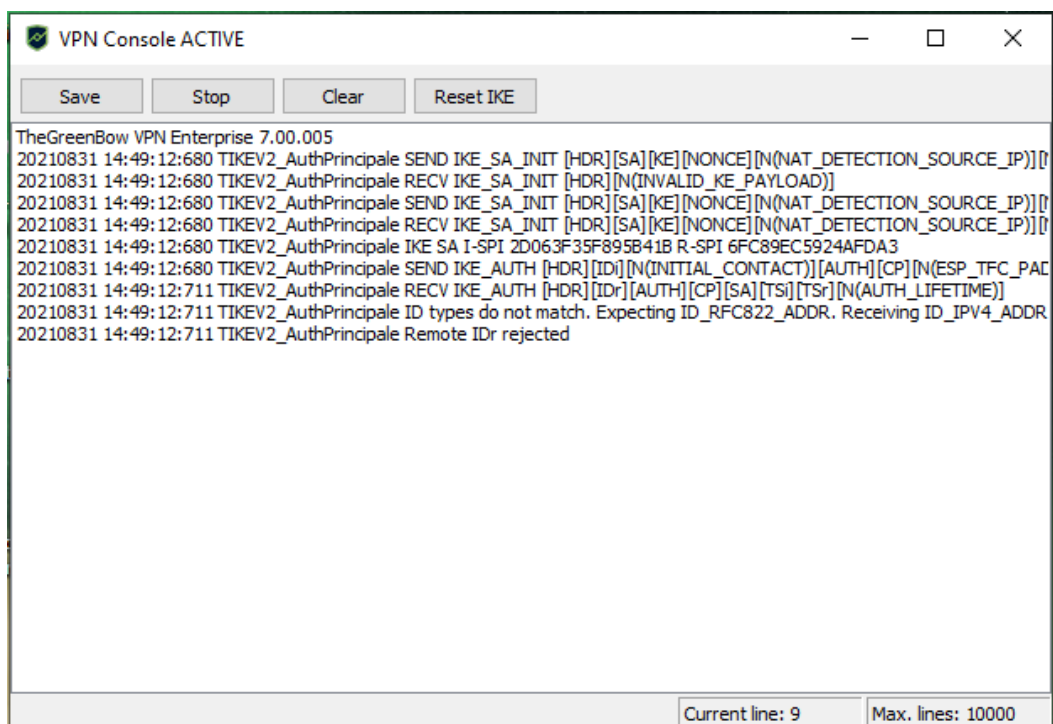 VPN Console ACTIVE
Save Stop Clear Reset IKE
TheGreenBow VPN Enterprise 7.00.005
20210831 14:49:12:680 TIKEV2_AuthPrincipale SEND IKE_SA_INIT [HDR][SA][KE][NONCE][N(NAT_DETECTION_SOURCE_IP)][
20210831 14:49:12:680 TIKEV2_AuthPrincipale RECV IKE_SA_INIT [HDR][N(INVALID_KE_PAYLOAD)]
20210831 14:49:12:680 TIKEV2_AuthPrincipale SEND IKE_SA_INIT [HDR][SA][KE][NONCE][N(NAT_DETECTION_SOURCE_IP)][
20210831 14:49:12:680 TIKEV2_AuthPrincipale RECV IKE_SA_INIT [HDR][SA][KE][NONCE][N(NAT_DETECTION_SOURCE_IP)][
20210831 14:49:12:680 TIKEV2_AuthPrincipale IKE SA I-SPI 2D063F35F895B41B R-SPI 6FC89EC5924AFDA3
20210831 14:49:12:680 TIKEV2_AuthPrincipale SEND IKE_AUTH [HDR][IDi][N(INITIAL_CONTACT)][AUTH][CP][N(ESP_TFC_PAD
20210831 14:49:12:711 TIKEV2_AuthPrincipale RECV IKE_AUTH [HDR][IDr][AUTH][CP][SA][TSi][TSr][N(AUTH_LIFETIME)]
20210831 14:49:12:711 TIKEV2_AuthPrincipale ID types do not match. Expecting ID_RFC822_ADDR. Receiving ID_IPV4_ADDR
20210831 14:49:12:711 TIKEV2_AuthPrincipale Remote IDr rejected
Current line: 9 Max. lines: 10000